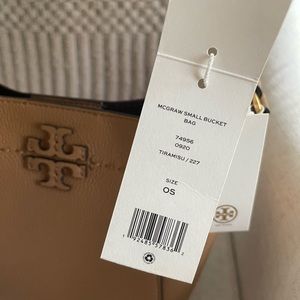 MCGRAW SMALL BUCKET
BAG
74956
0920
TIRAMISU / 227
SIZE
OS